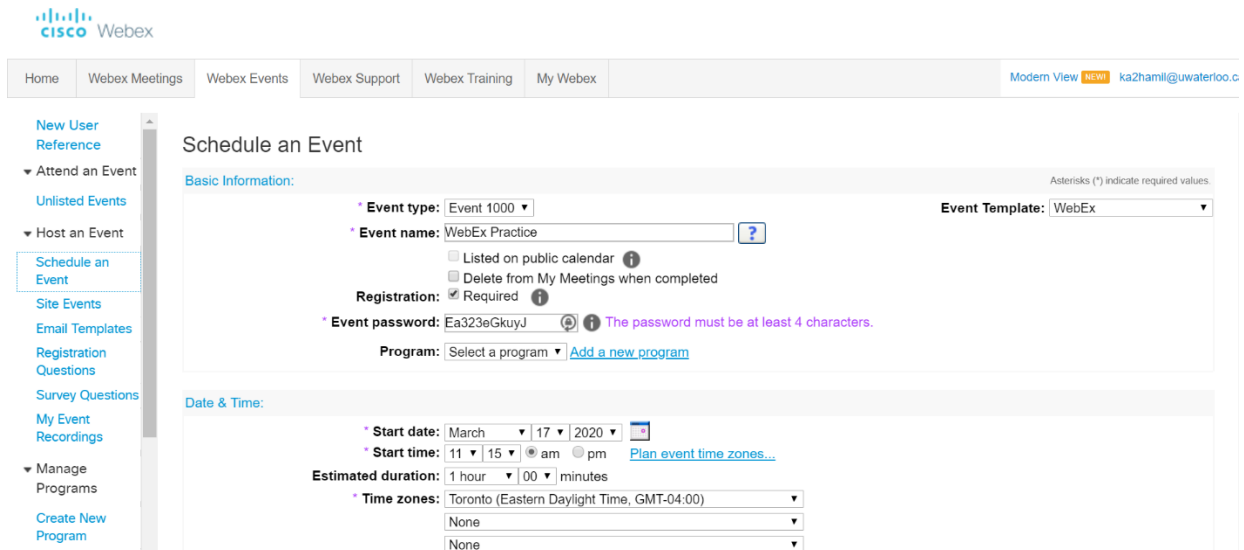 CISCO Webex
Home Webex Meetings Webex Events Webex Support Webex Training My Webex Modern View NEW! ka2hamil@uwaterloo.c
New User
Reference
Attend an Event
Unlisted Events
Host an Event
Schedule an
Event
Site Events
Email Templates
Registration
Questions
Survey Questions
My Event
Recordings
Manage
Programs
Create New
Program
Schedule an Event
Basic Information: Asterisks (*) indicate required values.
* Event type: Event 1000 Event Template: WebEx
* Event name: WebEx Practice ?
Listed on public calendar i
Delete from My Meetings when completed
Registration: Required i
* Event password: Ea323eGkuyJ i The password must be at least 4 characters.
Program: Select a program Add a new program
Date & Time:
* Start date: March 17 2020
* Start time: 11 15 am pm Plan event time zones...
Estimated duration: 1 hour 00 minutes
* Time zones: Toronto (Eastern Daylight Time, GMT-04:00)
None
None